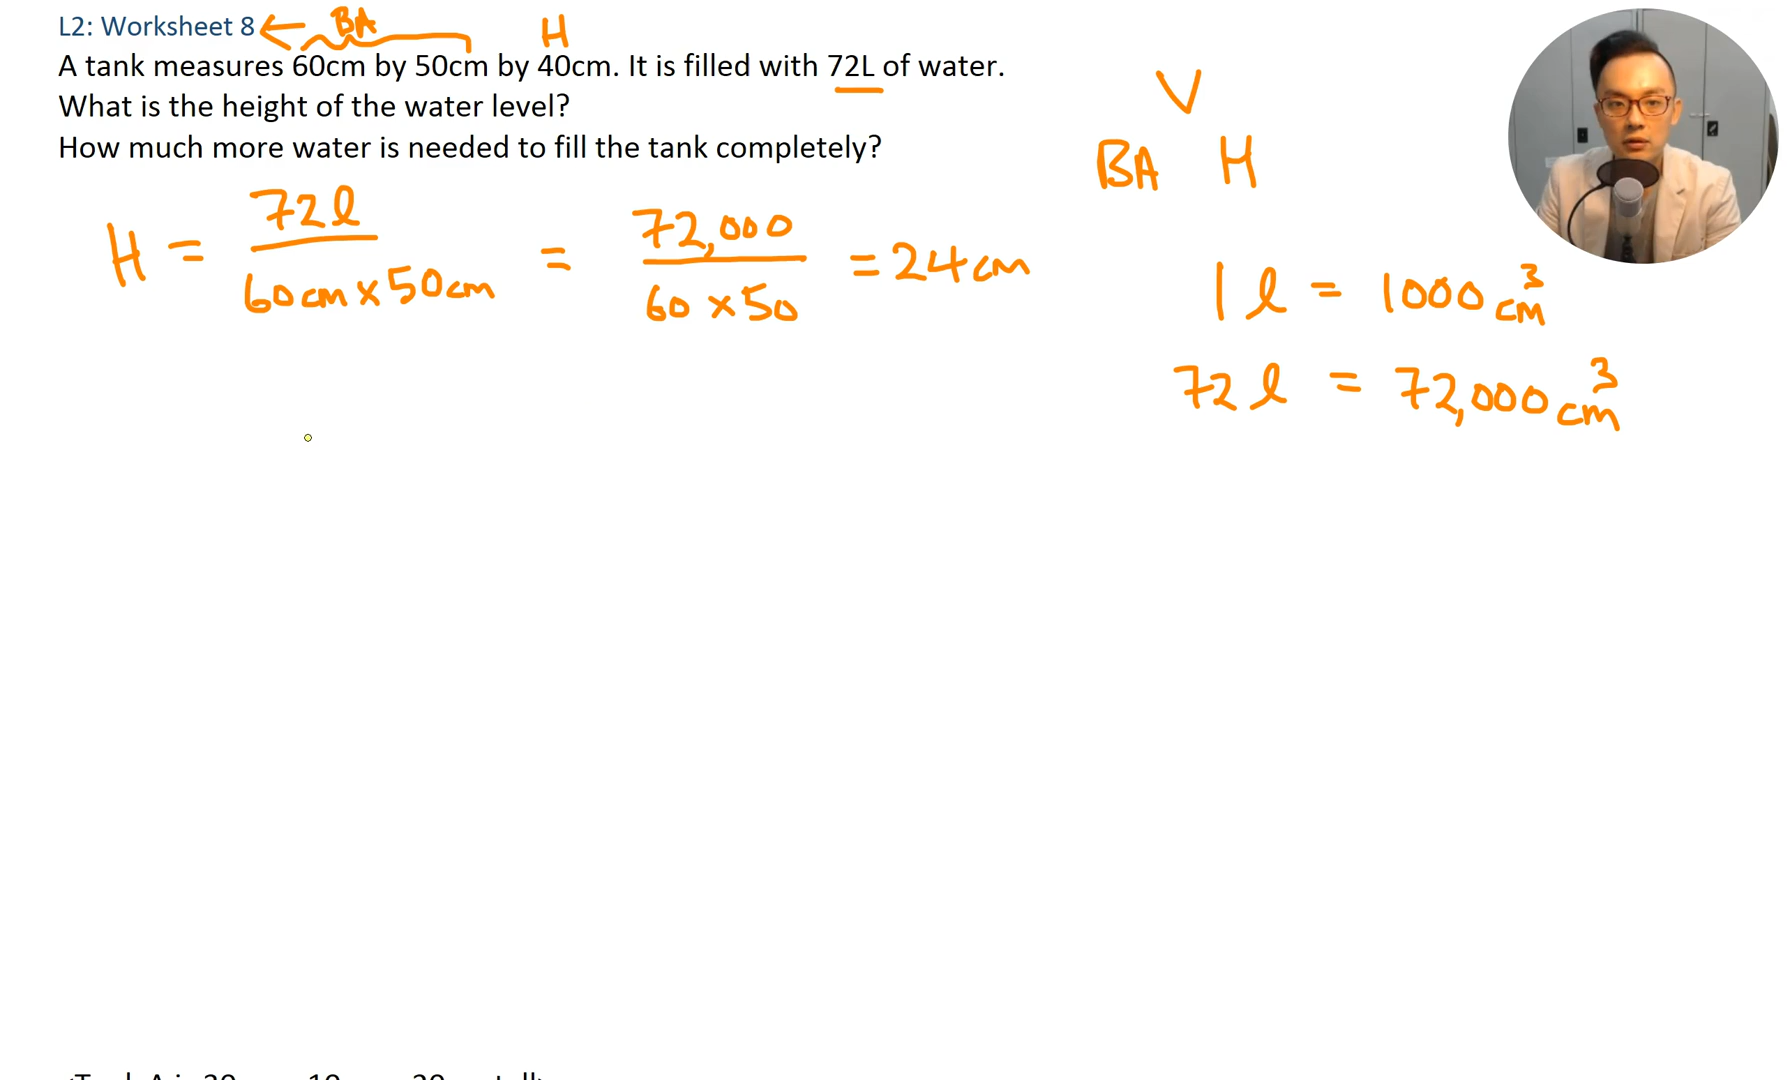 L2: Worksheet 8 ← BA H
A tank measures 60cm by 50cm by 40cm. It is filled with 72L of water.
What is the height of the water level?
How much more water is needed to fill the tank completely?
V
BA H
H = 72l / 60cm x 50cm = 72,000 / 60 x 50 = 24cm
1l = 1000cm³
72l = 72,000cm³